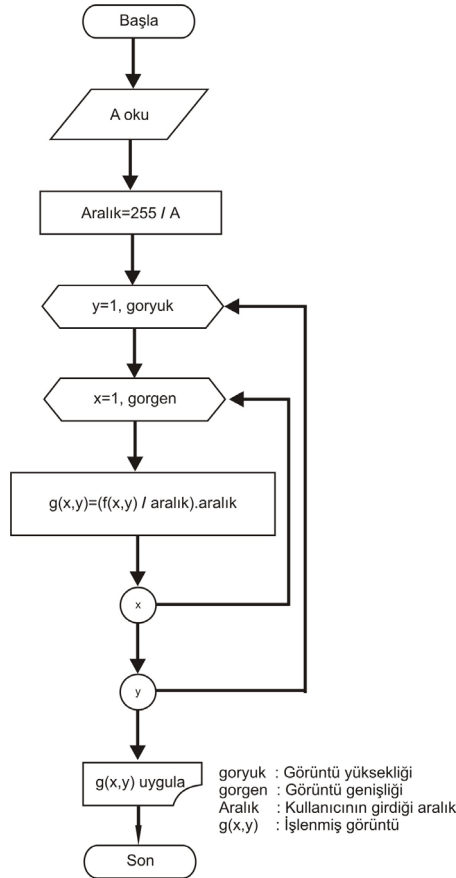 Başla
A oku
Aralık=255 / A
y=1, goryuk
x=1, gorgen
g(x,y)=(f(x,y) / aralık).aralık
x
y
g(x,y) uygula
goryuk : Görüntü yüksekliği
gorgen : Görüntü genişliği
Aralık : Kullanıcının girdiği aralık
g(x,y) : İşlenmiş görüntü
Son